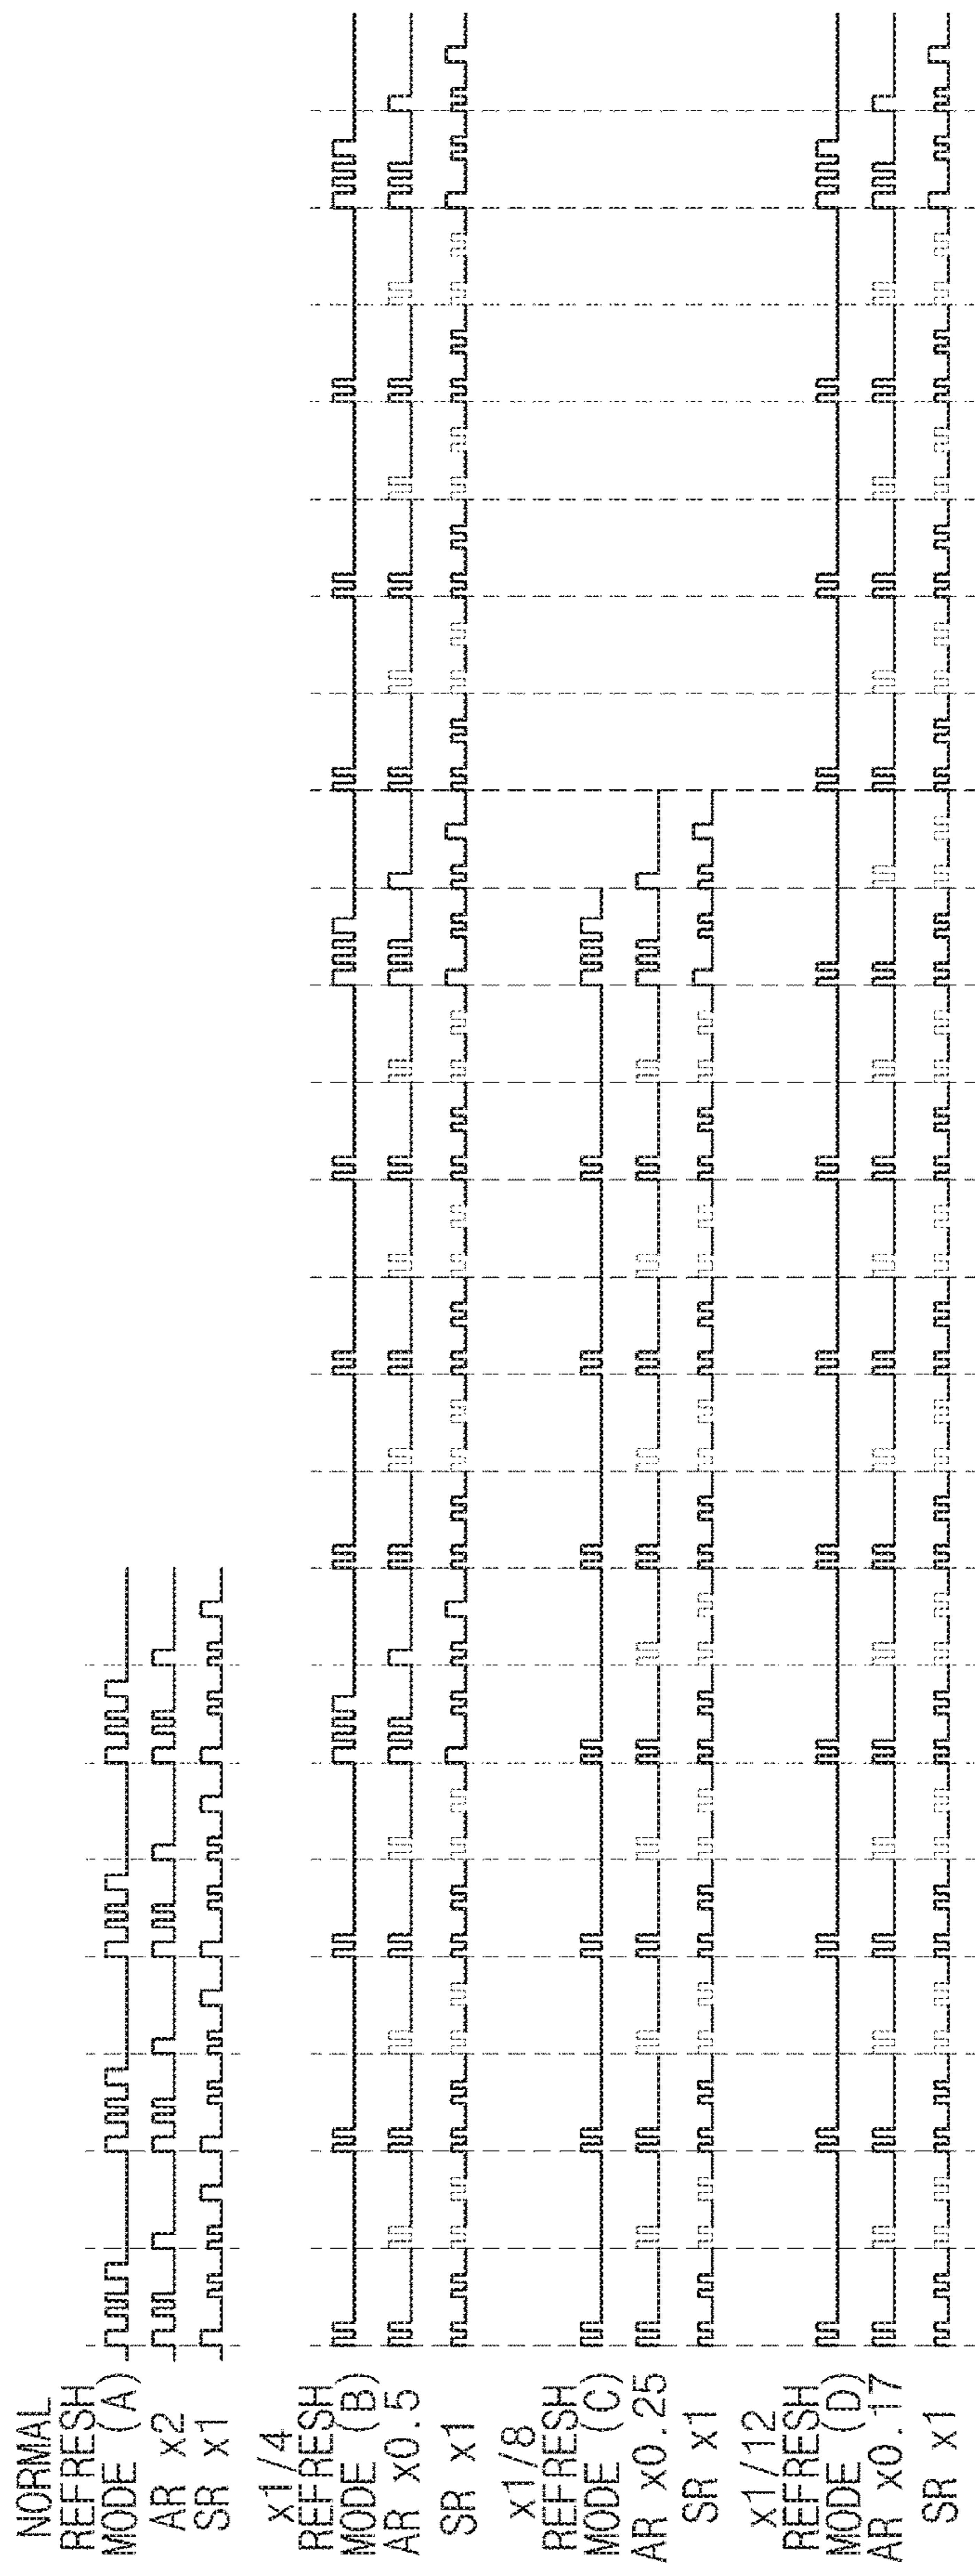 NORMAL
REFRESH
MODE (A)
AR x2
SR x1
x1/4
REFRESH
MODE (B)
AR x0.5
SR x1
x1/8
REFRESH
MODE (C)
AR x0.25
SR x1
x1/12
REFRESH
MODE (D)
AR x0.17
SR x1